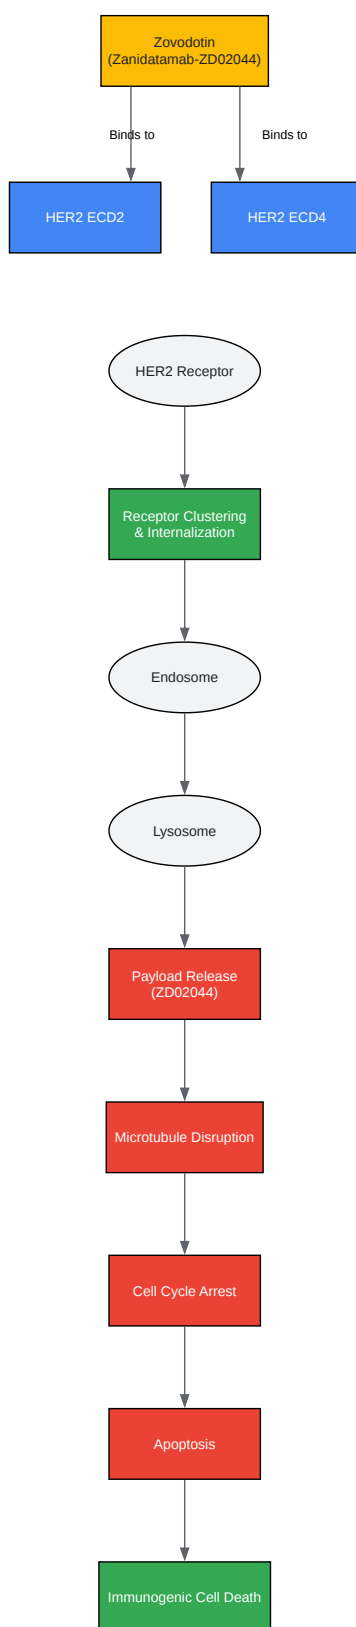 Zovodotin
(Zanidatamab-ZD02044)
Binds to
Binds to
HER2 ECD2
HER2 ECD4
HER2 Receptor
Receptor Clustering
& Internalization
Endosome
Lysosome
Payload Release
(ZD02044)
Microtubule Disruption
Cell Cycle Arrest
Apoptosis
Immunogenic Cell Death